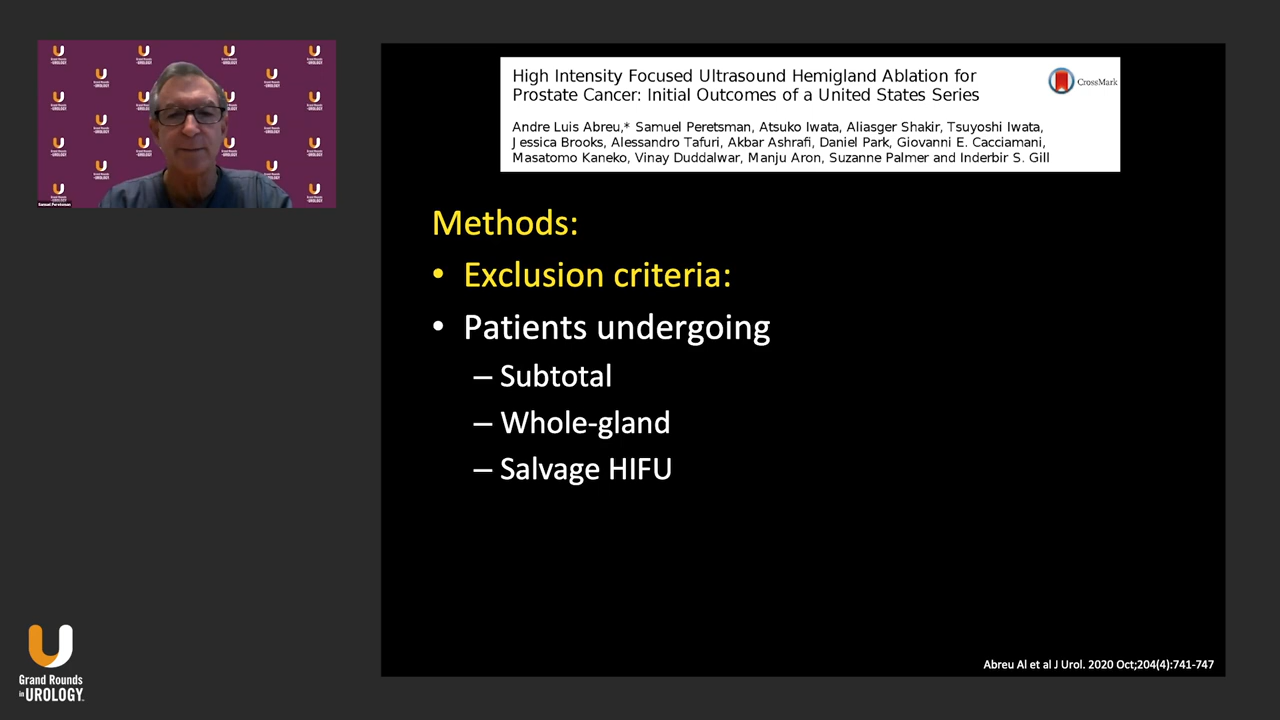 High Intensity Focused Ultrasound Hemigland Ablation for
Prostate Cancer: Initial Outcomes of a United States Series
CrossMark
Andre Luis Abreu,* Samuel Peretsman, Atsuko Iwata, Aliasger Shakir, Tsuyoshi Iwata,
Jessica Brooks, Alessandro Tafuri, Akbar Ashrafi, Daniel Park, Giovanni E. Cacciamani,
Masatomo Kaneko, Vinay Duddalwar, Manju Aron, Suzanne Palmer and Inderbir S. Gill
Methods:
• Exclusion criteria:
• Patients undergoing
– Subtotal
– Whole-gland
– Salvage HIFU
Abreu Al et al J Urol. 2020 Oct;204(4):741-747
Samuel Peretsman
Grand Rounds
in UROLOGY